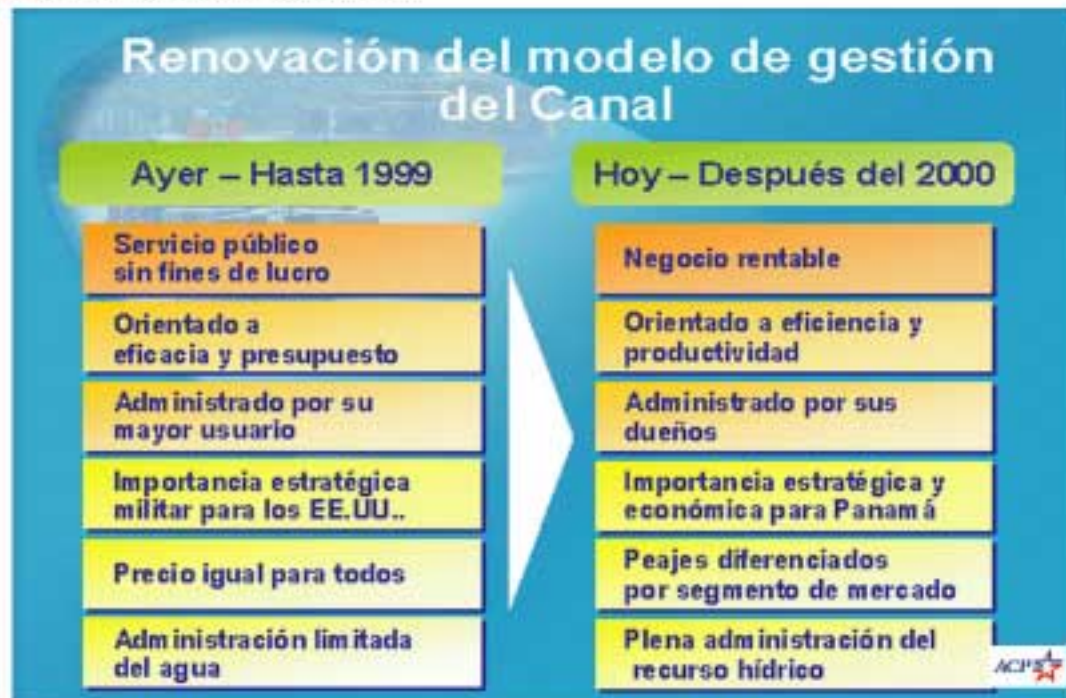 Renovación del modelo de gestión
del Canal
Ayer – Hasta 1999
Servicio público
sin fines de lucro
Orientado a
eficacia y presupuesto
Administrado por su
mayor usuario
Importancia estratégica
militar para los EE.UU..
Precio igual para todos
Administración limitada
del agua
Hoy – Después del 2000
Negocio rentable
Orientado a eficiencia y
productividad
Administrado por sus
dueños
Importancia estratégica y
económica para Panamá
Peajes diferenciados
por segmento de mercado
Plena administración del
recurso hídrico
ACP